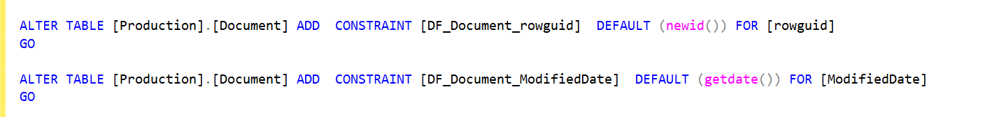 ALTER TABLE [Production].[Document] ADD  CONSTRAINT [DF_Document_rowguid]  DEFAULT (newid()) FOR [rowguid]
GO
ALTER TABLE [Production].[Document] ADD  CONSTRAINT [DF_Document_ModifiedDate]  DEFAULT (getdate()) FOR [ModifiedDate]
GO